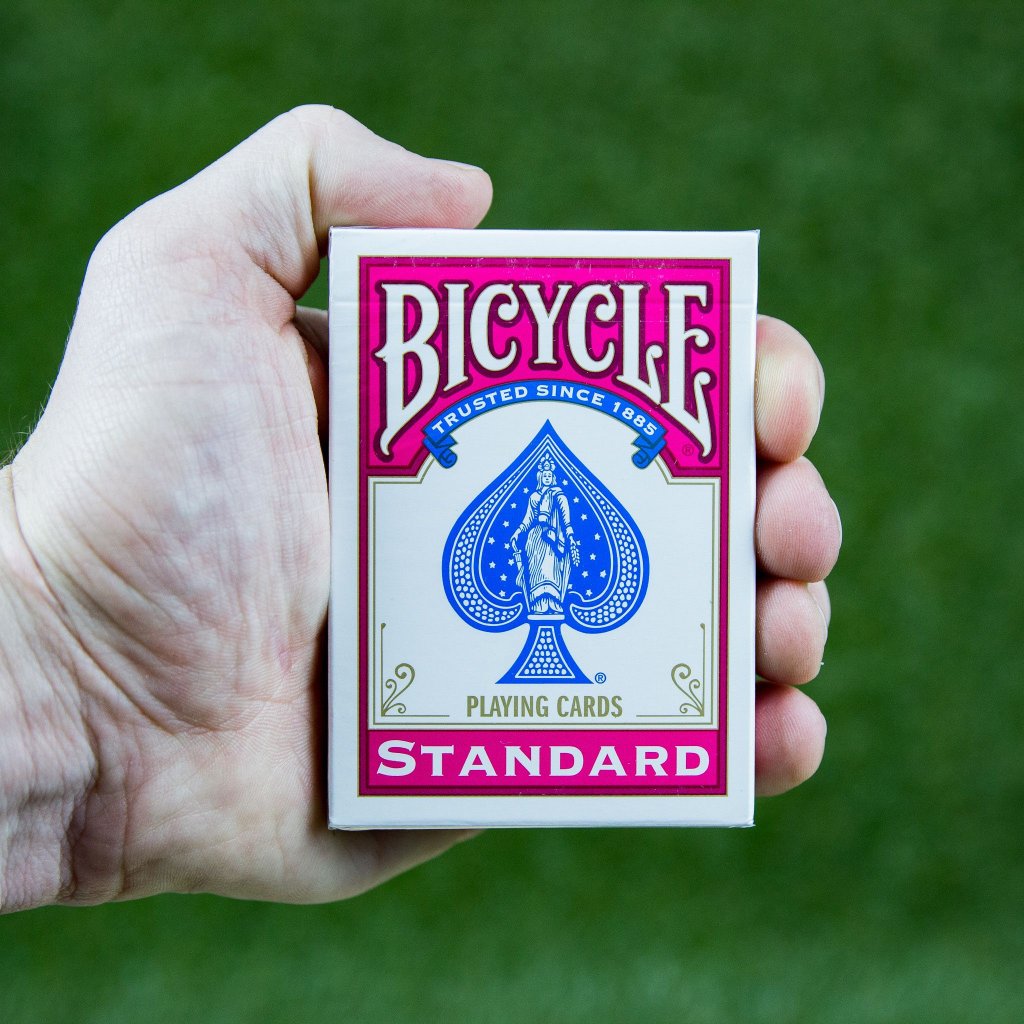 BICYCLE
®
TRUSTED SINCE 1885
®
PLAYING CARDS
STANDARD